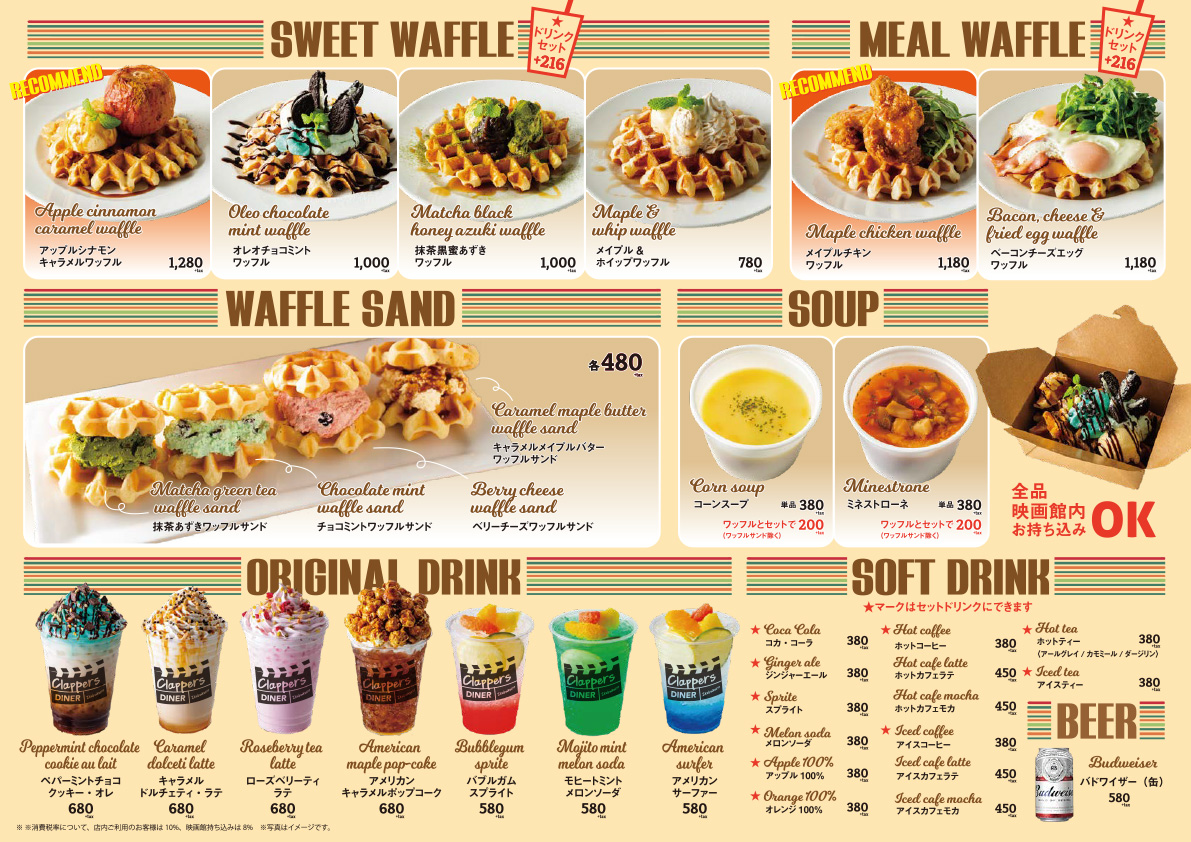 SWEET WAFFLE
★
ドリンク
セット
+216
RECOMMEND
Apple cinnamon
caramel waffle
アップルシナモン
キャラメルワッフル
1,280
+tax
Oleo chocolate
mint waffle
オレオチョコミント
ワッフル
1,000
+tax
Matcha black
honey azuki waffle
抹茶黒蜜あずき
ワッフル
1,000
+tax
Maple &
whip waffle
メイプル &
ホイップワッフル
780
+tax
MEAL WAFFLE
★
ドリンク
セット
+216
RECOMMEND
Maple chicken waffle
メイプルチキン
ワッフル
1,180
+tax
Bacon, cheese &
fried egg waffle
ベーコンチーズエッグ
ワッフル
1,180
+tax
WAFFLE SAND
各480
+tax
Caramel maple butter
waffle sand
キャラメルメイプルバター
ワッフルサンド
Matcha green tea
waffle sand
抹茶あずきワッフルサンド
Chocolate mint
waffle sand
チョコミントワッフルサンド
Berry cheese
waffle sand
ベリーチーズワッフルサンド
SOUP
Corn soup
コーンスープ
単品 380
+tax
ワッフルとセットで 200
(ワッフルサンド除く)
+tax
Minestrone
ミネストローネ
単品 380
+tax
ワッフルとセットで 200
(ワッフルサンド除く)
+tax
全品
映画館内
お持ち込み
OK
ORIGINAL DRINK
Clappers
DINER
Peppermint chocolate
cookie au lait
ペパーミントチョコ
クッキー・オレ
680
+tax
Clappers
DINER
Caramel
dolceti latte
キャラメル
ドルチェティ・ラテ
680
+tax
Clappers
DINER
Roseberry tea
latte
ローズベリーティ
ラテ
680
+tax
Clappers
DINER
American
maple pop-coke
アメリカン
キャラメルポップコーク
680
+tax
Clappers
DINER
Bubblegum
sprite
バブルガム
スプライト
580
+tax
Clappers
DINER
Mojito mint
melon soda
モヒートミント
メロンソーダ
580
+tax
Clappers
DINER
American
surfer
アメリカン
サーファー
580
+tax
SOFT DRINK
★マークはセットドリンクにできます
★ Coca Cola
コカ・コーラ
380
+tax
★ Ginger ale
ジンジャーエール
380
+tax
★ Sprite
スプライト
380
+tax
★ Melon soda
メロンソーダ
380
+tax
★ Apple 100%
アップル 100%
380
+tax
★ Orange 100%
オレンジ 100%
380
+tax
★ Hot coffee
ホットコーヒー
380
+tax
Hot cafe latte
ホットカフェラテ
450
+tax
Hot cafe mocha
ホットカフェモカ
450
+tax
★ Iced coffee
アイスコーヒー
380
+tax
Iced cafe latte
アイスカフェラテ
450
+tax
Iced cafe mocha
アイスカフェモカ
450
+tax
★ Hot tea
ホットティー
380
+tax
(アールグレイ / カモミール / ダージリン)
★ Iced tea
アイスティー
380
+tax
BEER
Budweiser
Budweiser
バドワイザー（缶）
580
+tax
※ ※消費税率について、店内ご利用のお客様は 10%、映画館持ち込みは 8%　※写真はイメージです。